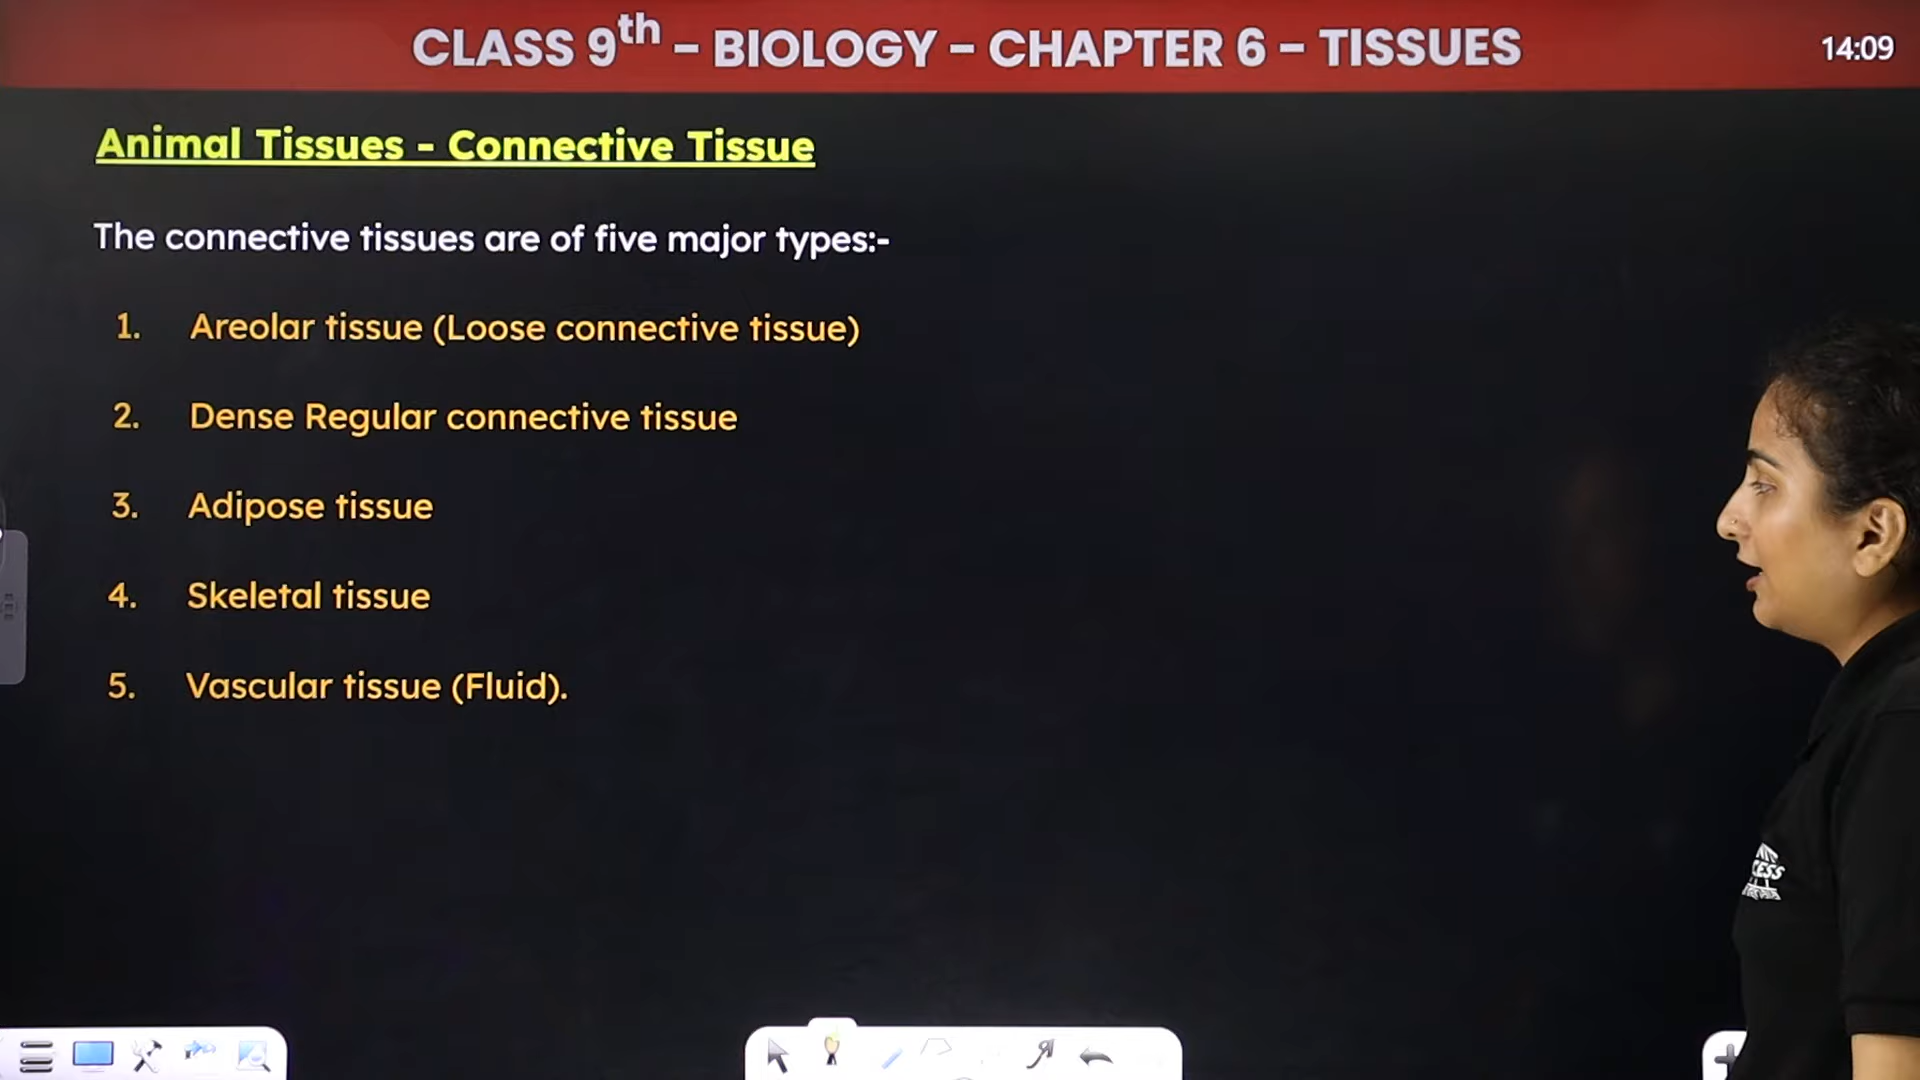 CLASS 9th – BIOLOGY – CHAPTER 6 – TISSUES
14:09
Animal Tissues - Connective Tissue
The connective tissues are of five major types:-
1. Areolar tissue (Loose connective tissue)
2. Dense Regular connective tissue
3. Adipose tissue
4. Skeletal tissue
5. Vascular tissue (Fluid).